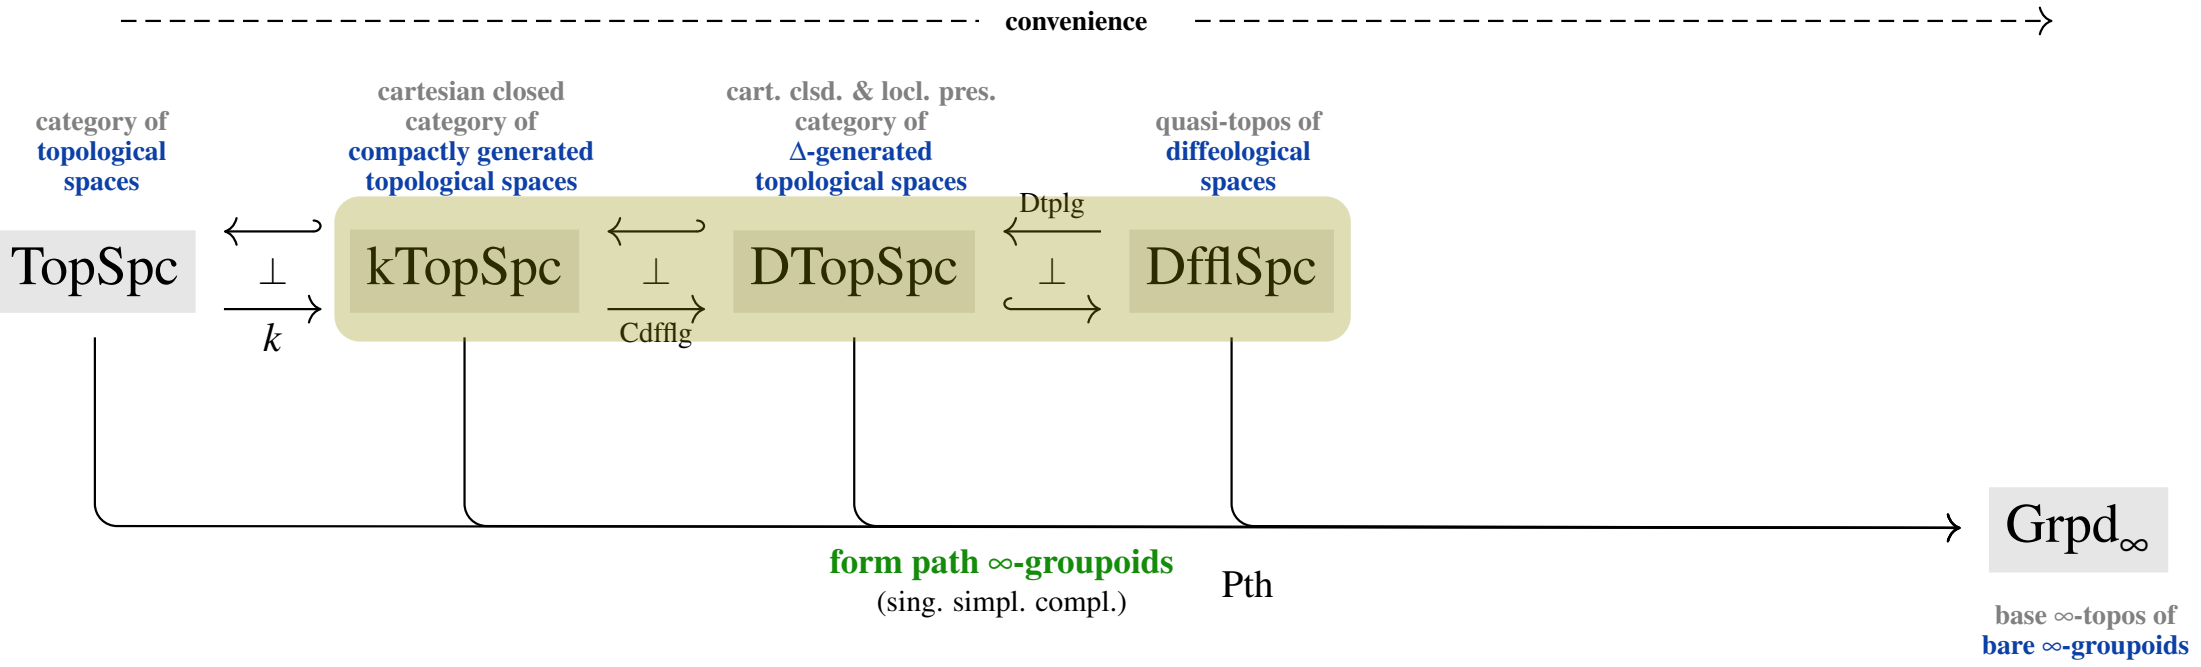 convenience
category of
topological
spaces
cartesian closed
category of
compactly generated
topological spaces
cart. clsd. & locl. pres.
category of
Δ-generated
topological spaces
quasi-topos of
diffeological
spaces
TopSpc
⊥
k
kTopSpc
⊥
Cdfflg
DTopSpc
Dtplg
⊥
DfflSpc
form path ∞-groupoids
(sing. simpl. compl.)
Pth
Grpd∞
base ∞-topos of
bare ∞-groupoids